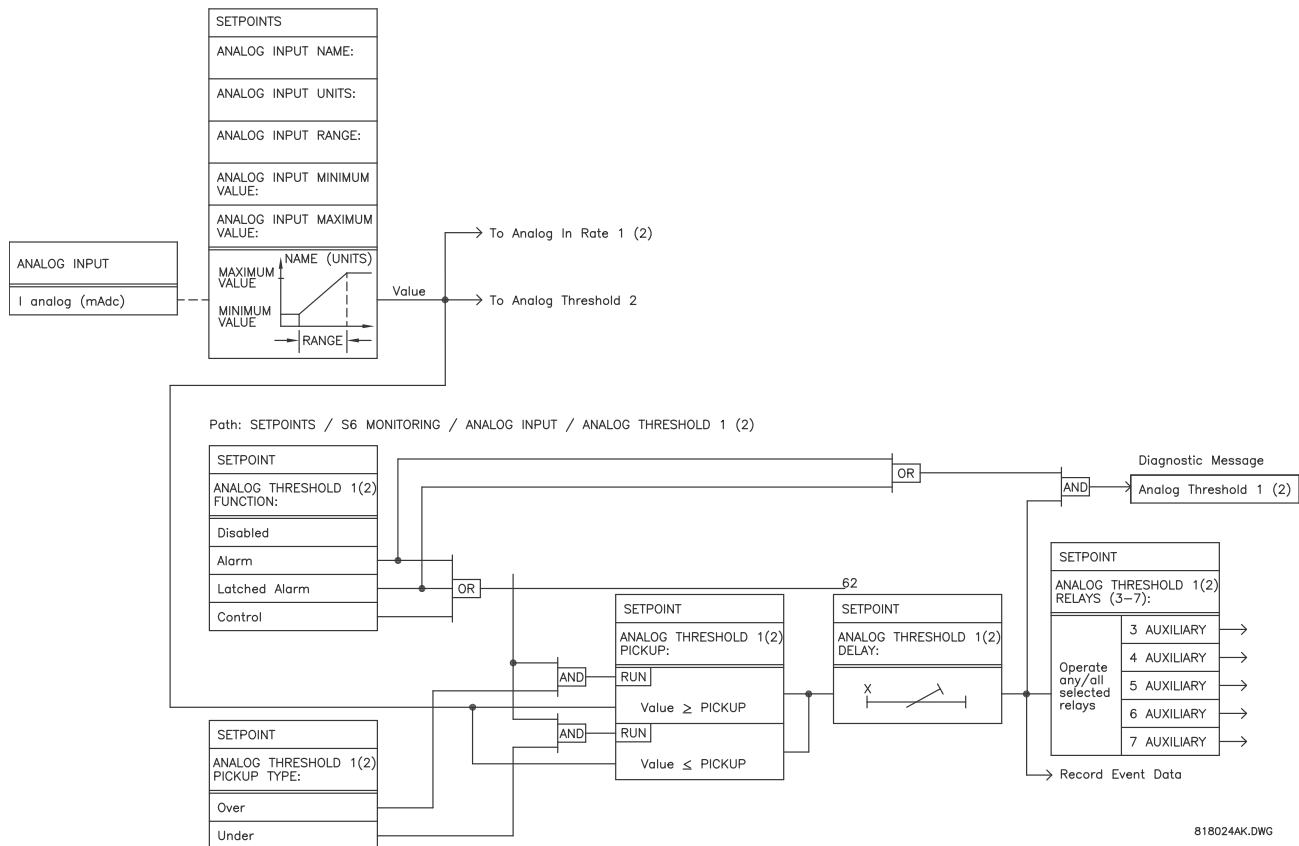 SETPOINTS
ANALOG INPUT NAME:
ANALOG INPUT UNITS:
ANALOG INPUT RANGE:
ANALOG INPUT MINIMUM
VALUE:
ANALOG INPUT MAXIMUM
VALUE:
NAME (UNITS)
MAXIMUM
VALUE
MINIMUM
VALUE
RANGE
ANALOG INPUT
I analog (mAdc)
Value
To Analog In Rate 1 (2)
To Analog Threshold 2
Path: SETPOINTS / S6 MONITORING / ANALOG INPUT / ANALOG THRESHOLD 1 (2)
SETPOINT
ANALOG THRESHOLD 1(2)
FUNCTION:
Disabled
Alarm
Latched Alarm
Control
OR
OR
AND
Diagnostic Message
Analog Threshold 1 (2)
62
SETPOINT
ANALOG THRESHOLD 1(2)
PICKUP TYPE:
Over
Under
AND
AND
SETPOINT
ANALOG THRESHOLD 1(2)
PICKUP:
RUN
Value ≥ PICKUP
RUN
Value ≤ PICKUP
SETPOINT
ANALOG THRESHOLD 1(2)
DELAY:
X
SETPOINT
ANALOG THRESHOLD 1(2)
RELAYS (3-7):
Operate
any/all
selected
relays
3 AUXILIARY
4 AUXILIARY
5 AUXILIARY
6 AUXILIARY
7 AUXILIARY
Record Event Data
818024AK.DWG